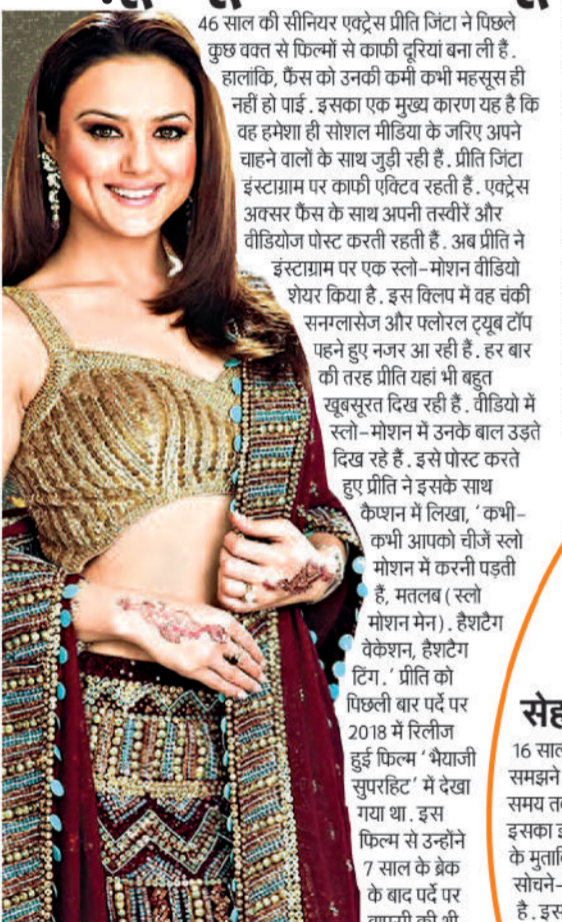 46 साल की सीनियर एक्ट्रेस प्रीति जिंटा ने पिछले
कुछ वक्त से फिल्मों से काफी दूरियां बना ली हैं .
हालांकि, फैंस को उनकी कमी कभी महसूस ही
नहीं हो पाई . इसका एक मुख्य कारण यह है कि
वह हमेशा ही सोशल मीडिया के जरिए अपने
चाहने वालों के साथ जुड़ी रही हैं . प्रीति जिंटा
इंस्टाग्राम पर काफी एक्टिव रहती हैं . एक्ट्रेस
अक्सर फैंस के साथ अपनी तस्वीरें और
वीडियोज पोस्ट करती रहती हैं . अब प्रीति ने
इंस्टाग्राम पर एक स्लो-मोशन वीडियो
शेयर किया है . इस क्लिप में वह चंकी
सनग्लासेज और फ्लोरल ट्यूब टॉप
पहने हुए नजर आ रही हैं . हर बार
की तरह प्रीति यहां भी बहुत
खूबसूरत दिख रही हैं . वीडियो में
स्लो-मोशन में उनके बाल उड़ते
दिख रहे हैं . इसे पोस्ट करते
हुए प्रीति ने इसके साथ
कैप्शन में लिखा, ' कभी-
कभी आपको चीजें स्लो
मोशन में करनी पड़ती
हैं, मतलब ( स्लो
मोशन मेन ) . हैशटैग
वेकेशन, हैशटैग
टिंग . ' प्रीति को
पिछली बार पर्दे पर
2018 में रिलीज
हुई फिल्म ' भैयाजी
सुपरहिट ' में देखा
गया था . इस
फिल्म से उन्होंने
7 साल के ब्रेक
के बाद पर्दे पर
वापसी की थी
16
समझने
समय
इसका
के
सोचने-
है . इस